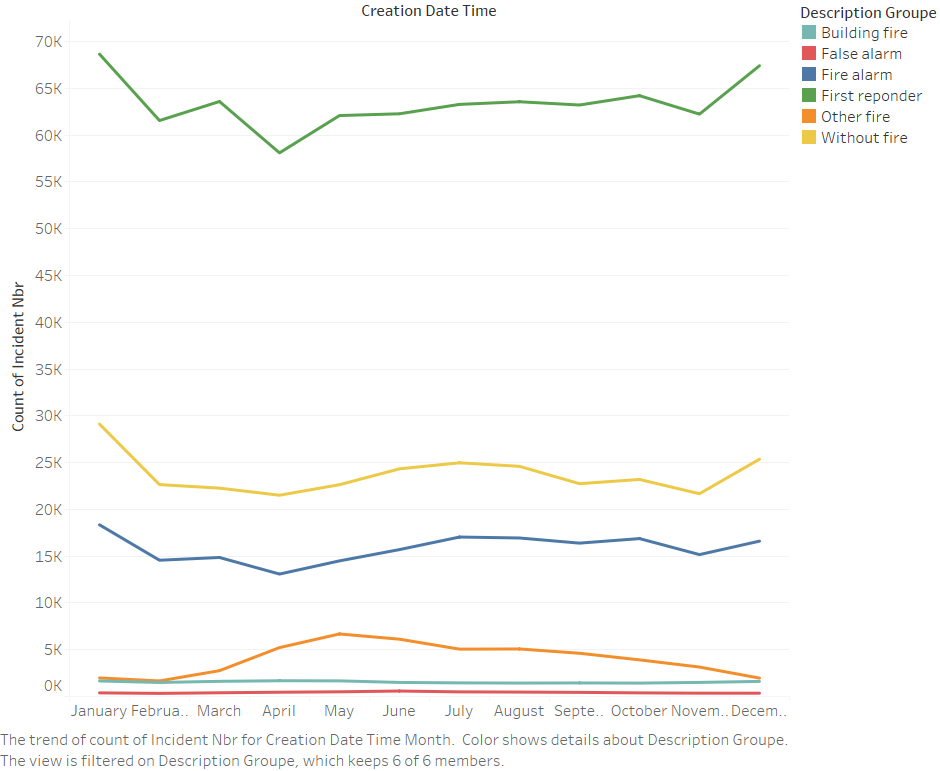 Creation Date Time
Description Groupe
Building fire
False alarm
Fire alarm
First reponder
Other fire
Without fire
Count of Incident Nbr
70K
65K
60K
55K
50K
45K
40K
35K
30K
25K
20K
15K
10K
5K
0K
January Februa.. March April May June July August Septe.. October Novem.. Decem..
The trend of count of Incident Nbr for Creation Date Time Month. Color shows details about Description Groupe.
The view is filtered on Description Groupe, which keeps 6 of 6 members.